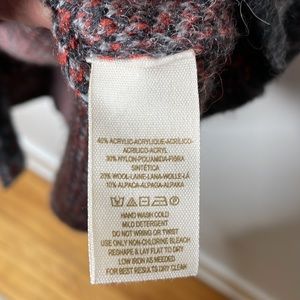 40% ACRYLIC-ACRYLIQUE-ACRÍLICO-
ACRILICO-ACRYL
30% NYLON-POLIAMIDA-FIBRA
SINTÉTICA
20% WOOL-LAINE-LANA-WOLLE-LÃ
10% ALPACA-ALPAGA-ALPAKA
HAND WASH COLD
MILD DETERGENT
DO NOT WRING OR TWIST
USE ONLY NON-CHLORINE BLEACH
RESHAPE & LAY FLAT TO DRY
LOW IRON AS NEEDED
FOR BEST RESULTS DRY CLEAN